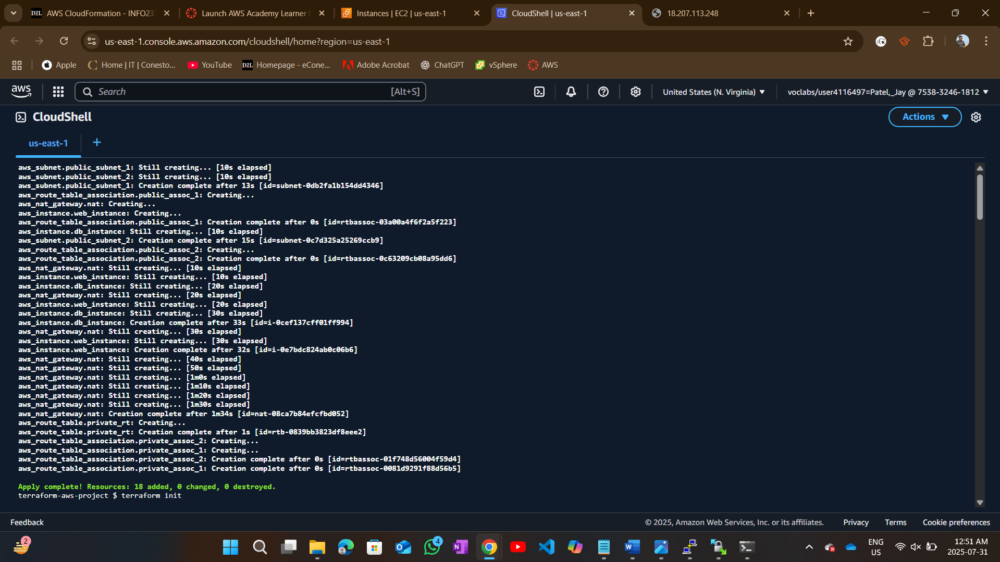 AWS CloudFormation - INFO23
Launch AWS Academy Learner
Instances | EC2 | us-east-1
CloudShell | us-east-1
18.207.113.248
us-east-1.console.aws.amazon.com/cloudshell/home?region=us-east-1
Apple
Home | IT | Conesto...
YouTube
D2L Homepage - eCone...
Adobe Acrobat
ChatGPT
vSphere
AWS
aws
Search
[Alt+S]
United States (N. Virginia)
voclabs/user4116497=Patel,_Jay @ 7538-3246-1812
CloudShell
Actions
us-east-1
aws_subnet.public_subnet_1: Still creating... [10s elapsed]
aws_subnet.public_subnet_2: Still creating... [10s elapsed]
aws_subnet.public_subnet_1: Creation complete after 13s [id=subnet-0db2fa1b154dd4346]
aws_route_table_association.public_assoc_1: Creating...
aws_nat_gateway.nat: Creating...
aws_instance.web_instance: Creating...
aws_route_table_association.public_assoc_1: Creation complete after 0s [id=rtbassoc-03a00a4f6f2a5f223]
aws_instance.db_instance: Still creating... [10s elapsed]
aws_subnet.public_subnet_2: Creation complete after 15s [id=subnet-0c7d325a25269ccb9]
aws_route_table_association.public_assoc_2: Creating...
aws_route_table_association.public_assoc_2: Creation complete after 0s [id=rtbassoc-0c63209cb08a95dd6]
aws_nat_gateway.nat: Still creating... [10s elapsed]
aws_instance.web_instance: Still creating... [10s elapsed]
aws_instance.db_instance: Still creating... [20s elapsed]
aws_nat_gateway.nat: Still creating... [20s elapsed]
aws_instance.web_instance: Still creating... [20s elapsed]
aws_instance.db_instance: Still creating... [30s elapsed]
aws_instance.db_instance: Creation complete after 33s [id=i-0cef137cff01ff994]
aws_nat_gateway.nat: Still creating... [30s elapsed]
aws_instance.web_instance: Still creating... [30s elapsed]
aws_instance.web_instance: Creation complete after 32s [id=i-0e7bdc824ab0c06b6]
aws_nat_gateway.nat: Still creating... [40s elapsed]
aws_nat_gateway.nat: Still creating... [50s elapsed]
aws_nat_gateway.nat: Still creating... [1m0s elapsed]
aws_nat_gateway.nat: Still creating... [1m10s elapsed]
aws_nat_gateway.nat: Still creating... [1m20s elapsed]
aws_nat_gateway.nat: Still creating... [1m30s elapsed]
aws_nat_gateway.nat: Creation complete after 1m34s [id=nat-08ca7b84efcfbd052]
aws_route_table.private_rt: Creating...
aws_route_table.private_rt: Creation complete after 1s [id=rtb-0839bb3823df8eee2]
aws_route_table_association.private_assoc_2: Creating...
aws_route_table_association.private_assoc_1: Creating...
aws_route_table_association.private_assoc_2: Creation complete after 0s [id=rtbassoc-01f748d56004f59d4]
aws_route_table_association.private_assoc_1: Creation complete after 0s [id=rtbassoc-0081d9291f88d56b5]
Apply complete! Resources: 18 added, 0 changed, 0 destroyed.
terraform-aws-project $ terraform init
Feedback
© 2025, Amazon Web Services, Inc. or its affiliates.
Privacy
Terms
Cookie preferences
2
4
ENG
US
12:51 AM
2025-07-31